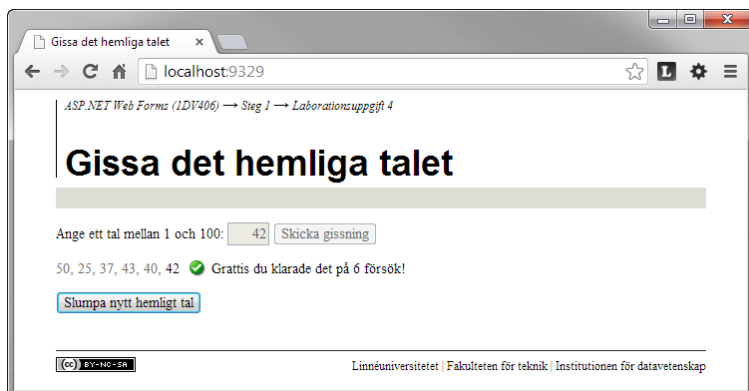 Gissa det hemliga talet
localhost:9329
ASP.NET Web Forms (1DV406) → Steg 1 → Laborationsuppgift 4
Gissa det hemliga talet
Ange ett tal mellan 1 och 100: 42 Skicka gissning
50, 25, 37, 43, 40, 42 Grattis du klarade det på 6 försök!
Slumpa nytt hemligt tal
(cc) BY-NC-SA Linnéuniversitetet | Fakulteten för teknik | Institutionen för datavetenskap